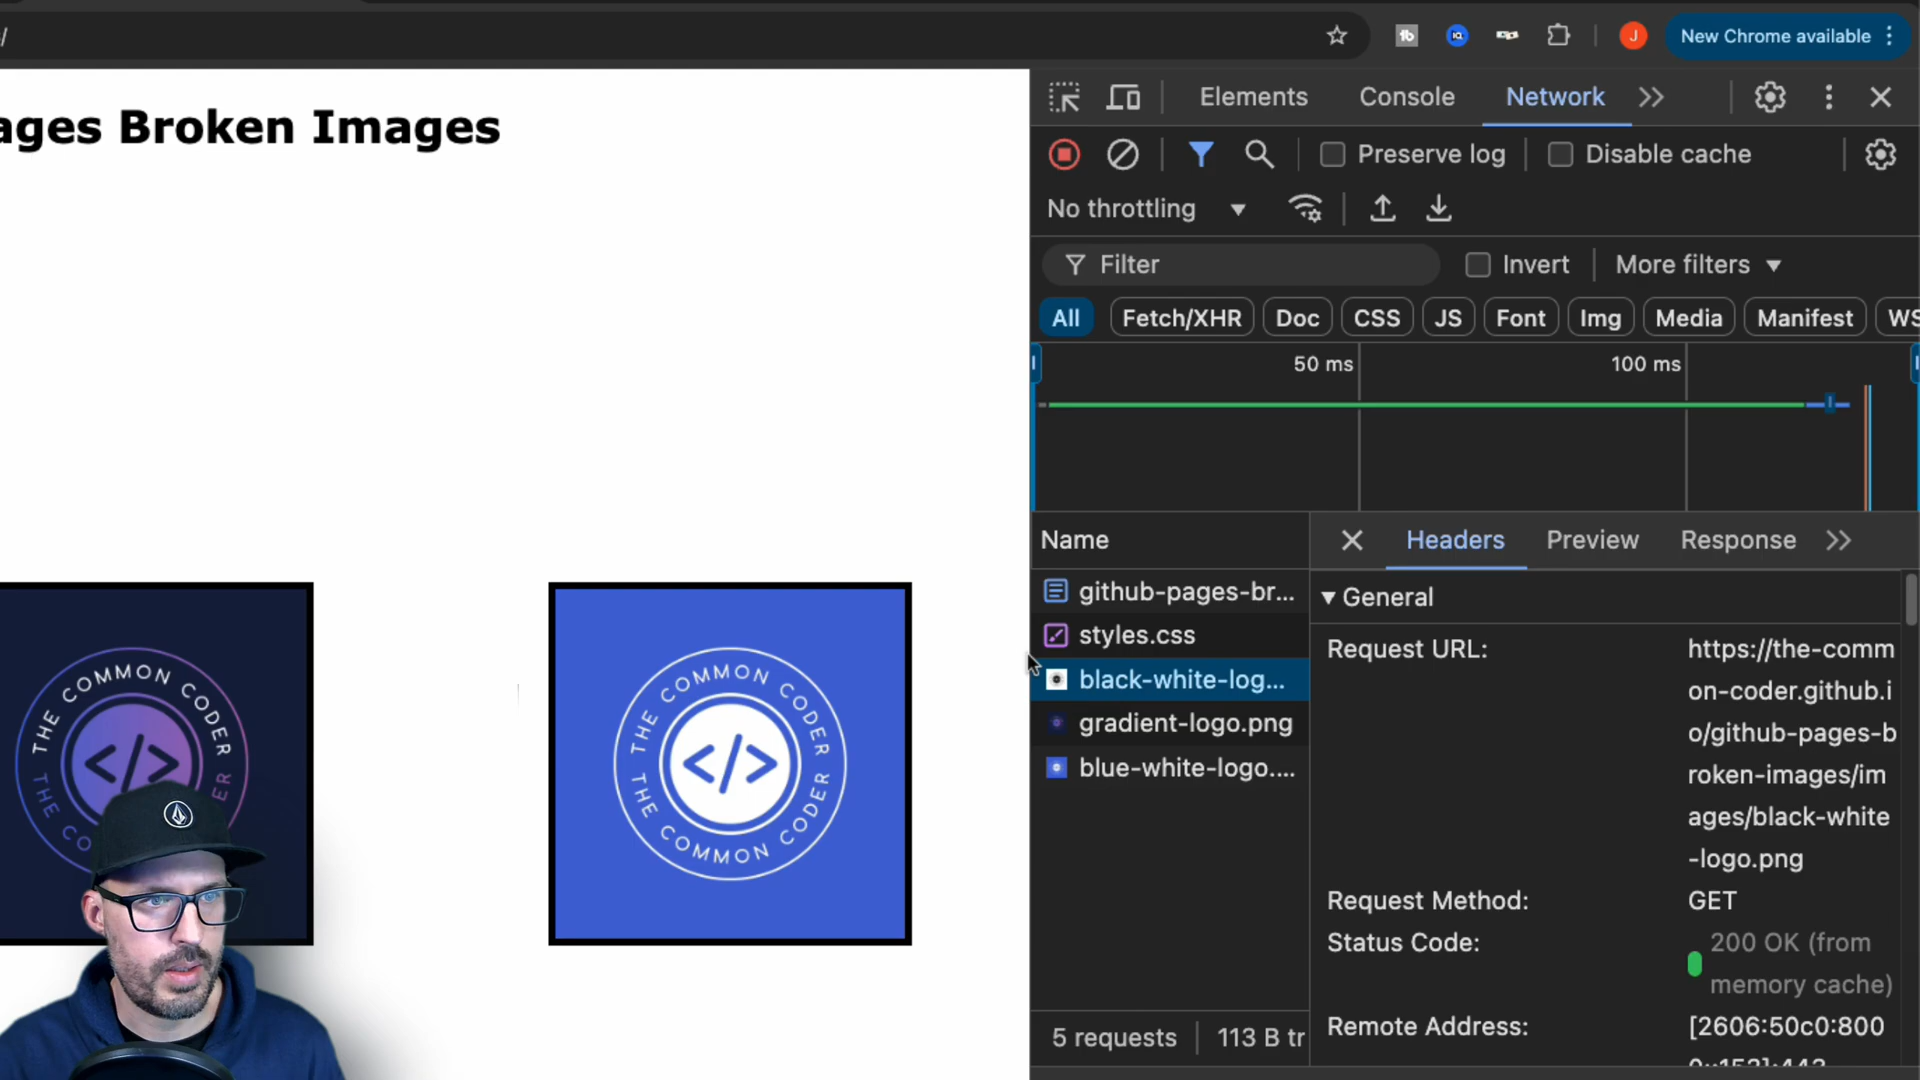 /
New Chrome available
ages Broken Images
Elements
Console
Network
Preserve log
Disable cache
No throttling
Filter
Invert
More filters
All
Fetch/XHR
Doc
CSS
JS
Font
Img
Media
Manifest
WS
50 ms
100 ms
Name
Headers
Preview
Response
github-pages-br...
styles.css
black-white-log...
gradient-logo.png
blue-white-logo....
General
Request URL:
https://the-comm
on-coder.github.i
o/github-pages-b
roken-images/im
ages/black-white
-logo.png
Request Method:
GET
Status Code:
200 OK (from
memory cache)
Remote Address:
[2606:50c0:800
5 requests
113 B tr
THE COMMON CODER
</>
THE CO
THE COMMON CODER
</>
THE COMMON CODER